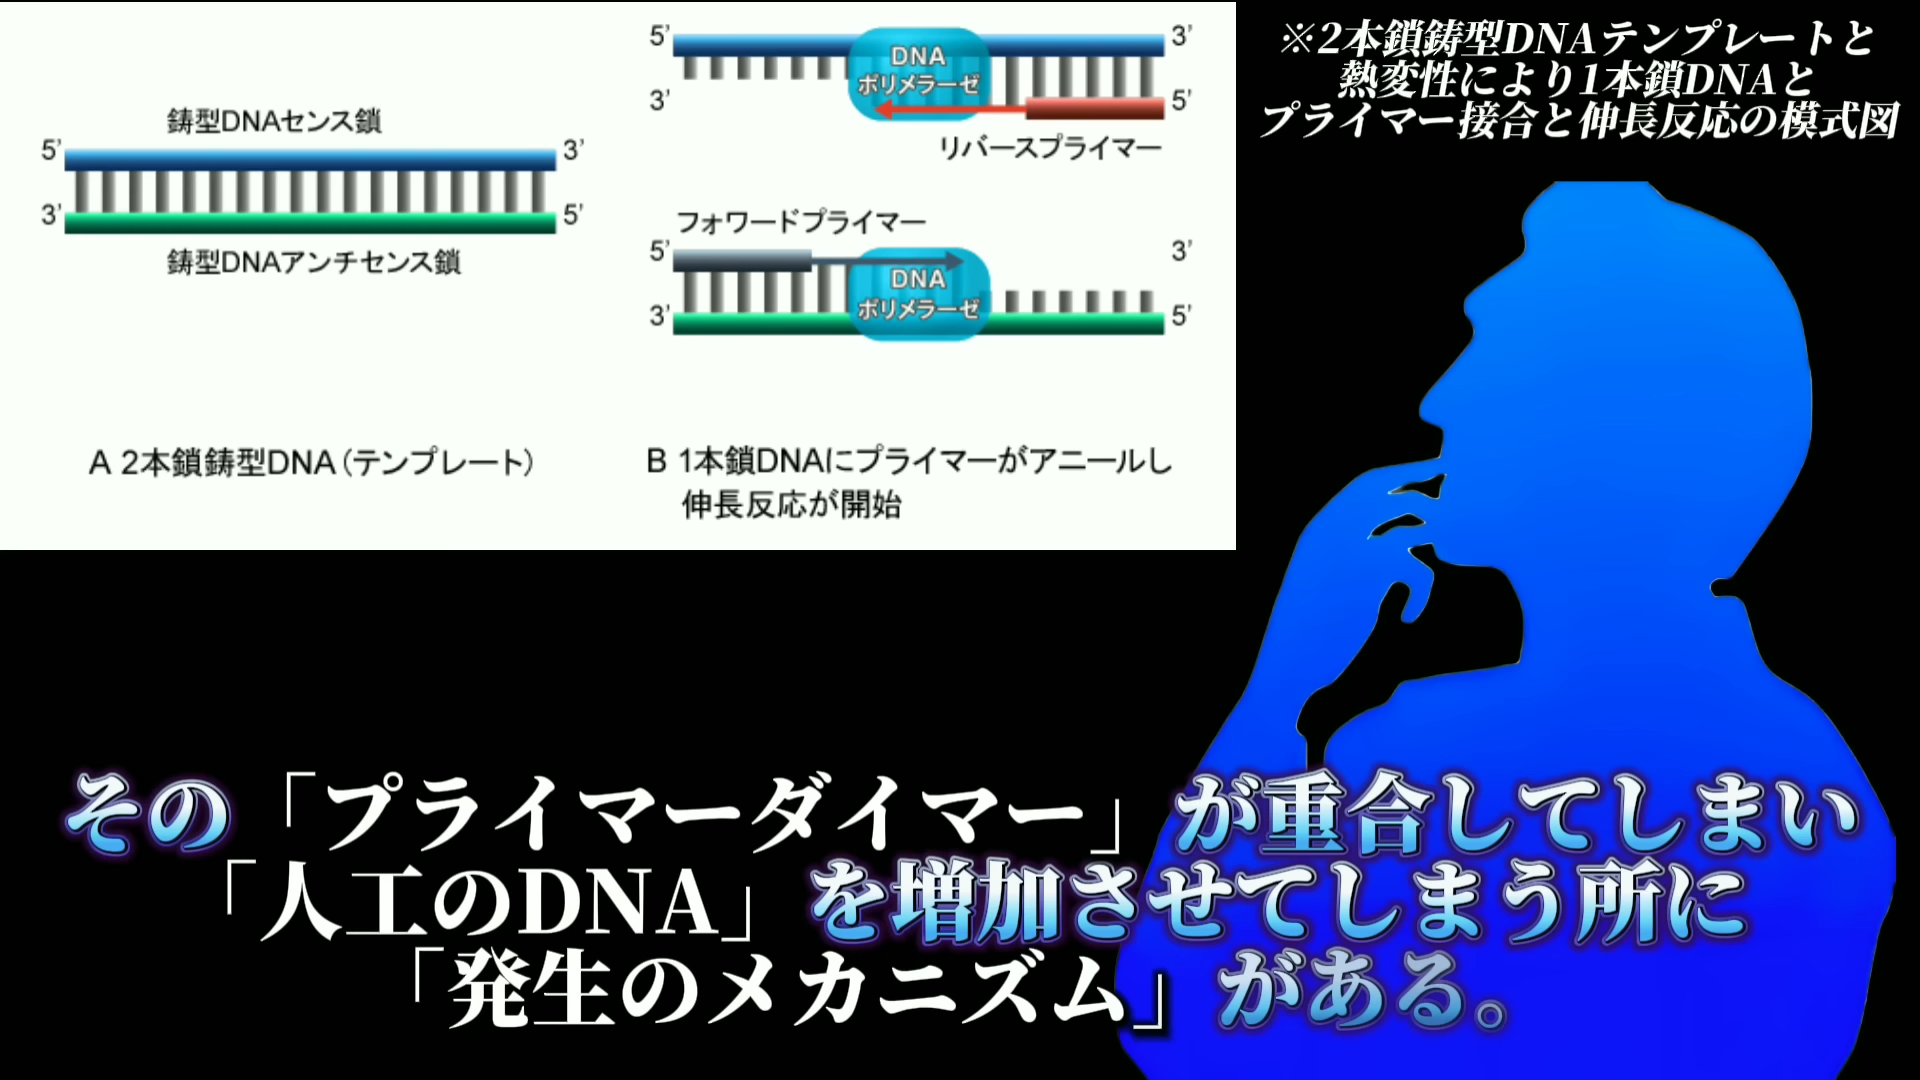 鋳型DNAセンス鎖
5’ 3’
3’ 5’
鋳型DNAアンチセンス鎖
A 2本鎖鋳型DNA（テンプレート）
5’ 3’
DNA
ポリメラーゼ
3’ 5’
リバースプライマー
フォワードプライマー
5’ 3’
DNA
ポリメラーゼ
3’ 5’
B 1本鎖DNAにプライマーがアニールし
伸長反応が開始
※2本鎖鋳型DNAテンプレートと
熱変性により1本鎖DNAと
プライマー接合と伸長反応の模式図
その「プライマーダイマー」が重合してしまい
「人工のDNA」を増加させてしまう所に
「発生のメカニズム」がある。